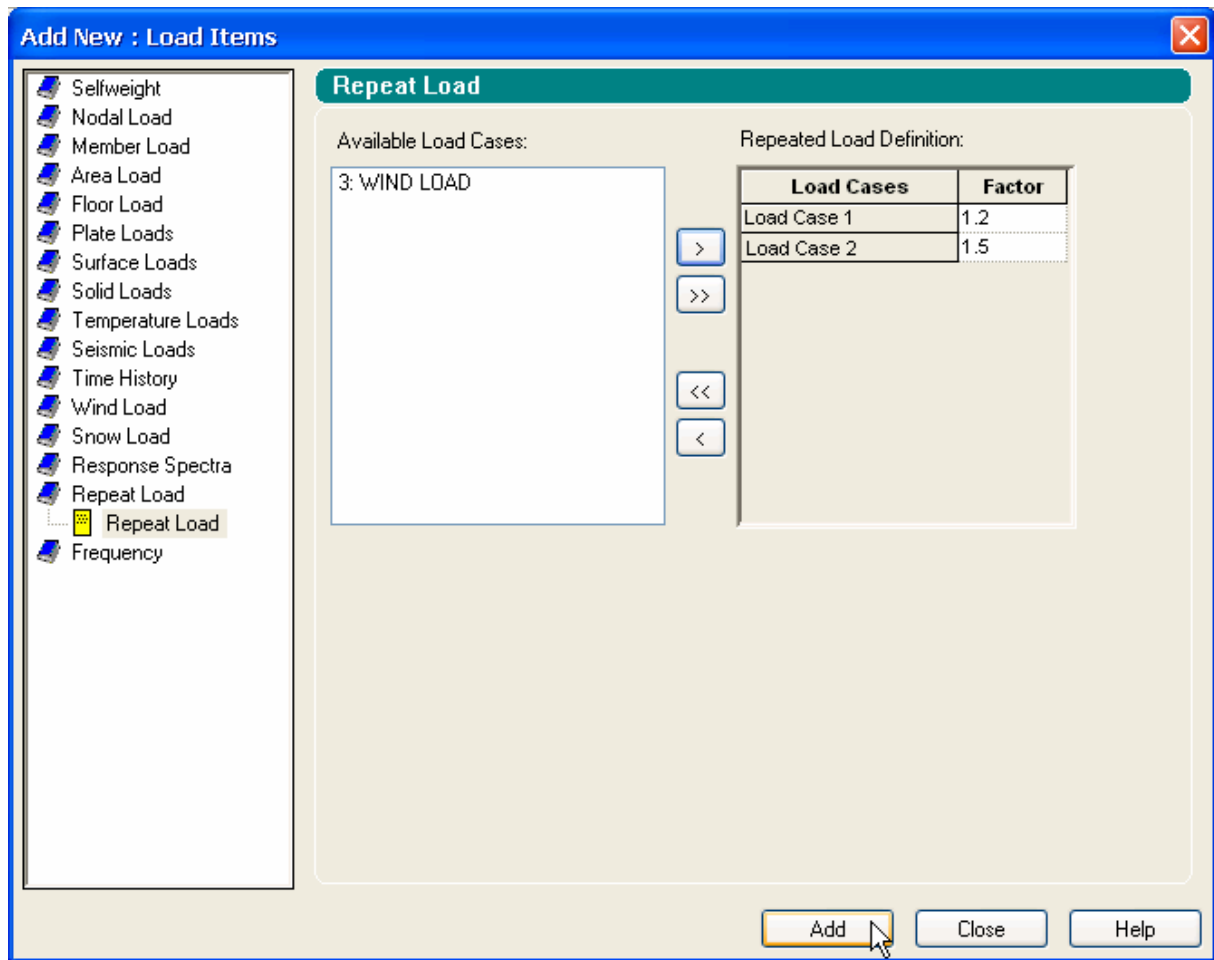 Add New : Load Items
Selfweight
Nodal Load
Member Load
Area Load
Floor Load
Plate Loads
Surface Loads
Solid Loads
Temperature Loads
Seismic Loads
Time History
Wind Load
Snow Load
Response Spectra
Repeat Load
Repeat Load
Frequency
Repeat Load
Available Load Cases:
3: WIND LOAD
>
>>
<<
<
Repeated Load Definition:
Load Cases Factor
Load Case 1 1.2
Load Case 2 1.5
Add Close Help